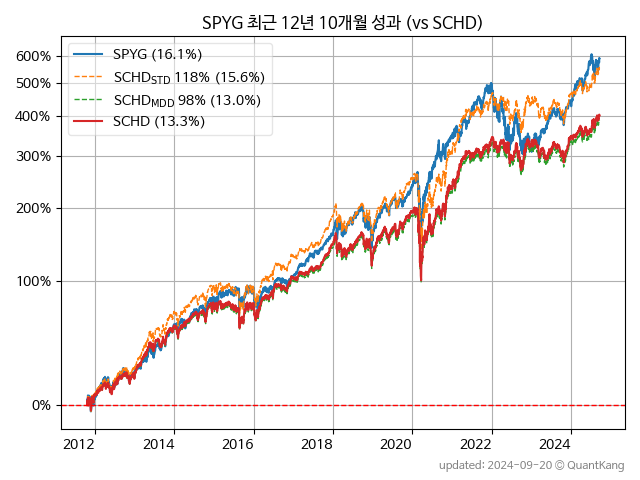 SPYG 최근 12년 10개월 성과 (vs SCHD)
600%
500%
400%
300%
200%
100%
0%
SPYG (16.1%)
SCHD_STD 118% (15.6%)
SCHD_MDD 98% (13.0%)
SCHD (13.3%)
2012 2014 2016 2018 2020 2022 2024
updated: 2024-09-20 © QuantKang